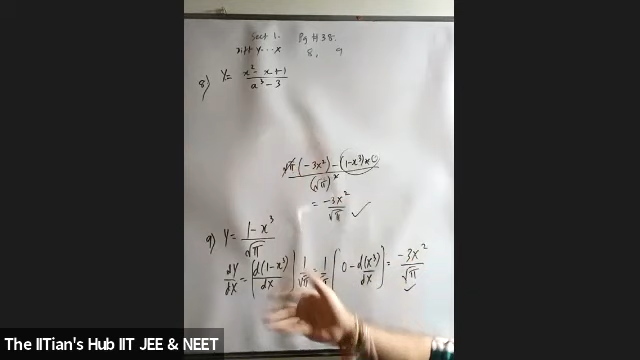 Sect 1. Pg # 38.
Diff Y... X 8, 9
8) Y = x² - x + 1 / a³ - 3
√π(-3x²) - (1-x³)×0 / (√π)²
= -3x² / √π ✓
9) Y = 1 - x³ / √π
dY/dX = [d(1-x³)/dX] 1/√π = 1/√π [0 - d(x³)/dX] = -3x²/√π ✓
The IITian's Hub IIT JEE & NEET